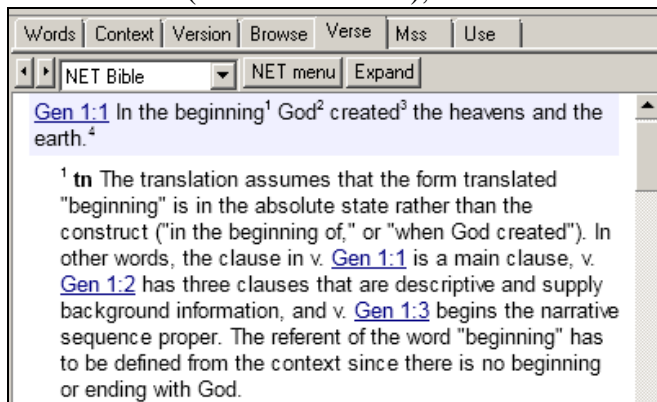 Words Context Version Browse Verse Mss Use
NET Bible NET menu Expand
Gen 1:1 In the beginning¹ God² created³ the heavens and the
earth.⁴
¹ tn The translation assumes that the form translated
"beginning" is in the absolute state rather than the
construct ("in the beginning of," or "when God created"). In
other words, the clause in v. Gen 1:1 is a main clause, v.
Gen 1:2 has three clauses that are descriptive and supply
background information, and v. Gen 1:3 begins the narrative
sequence proper. The referent of the word "beginning" has
to be defined from the context since there is no beginning
or ending with God.